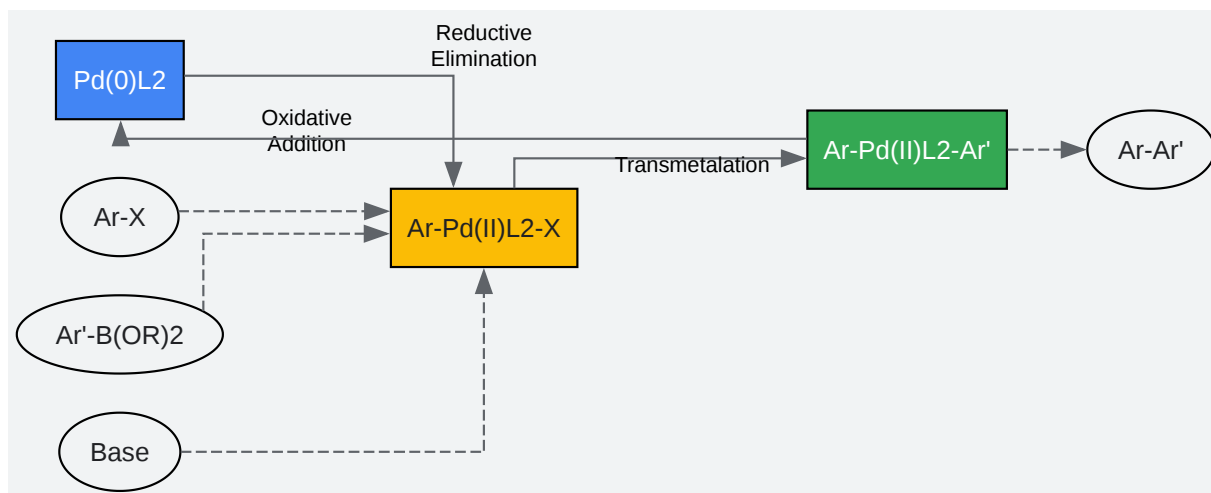 Reductive
Elimination
Pd(0)L2
Oxidative
Addition
Ar-Pd(II)L2-Ar'
Ar-Ar'
Transmetalation
Ar-X
Ar-Pd(II)L2-X
Ar'-B(OR)2
Base